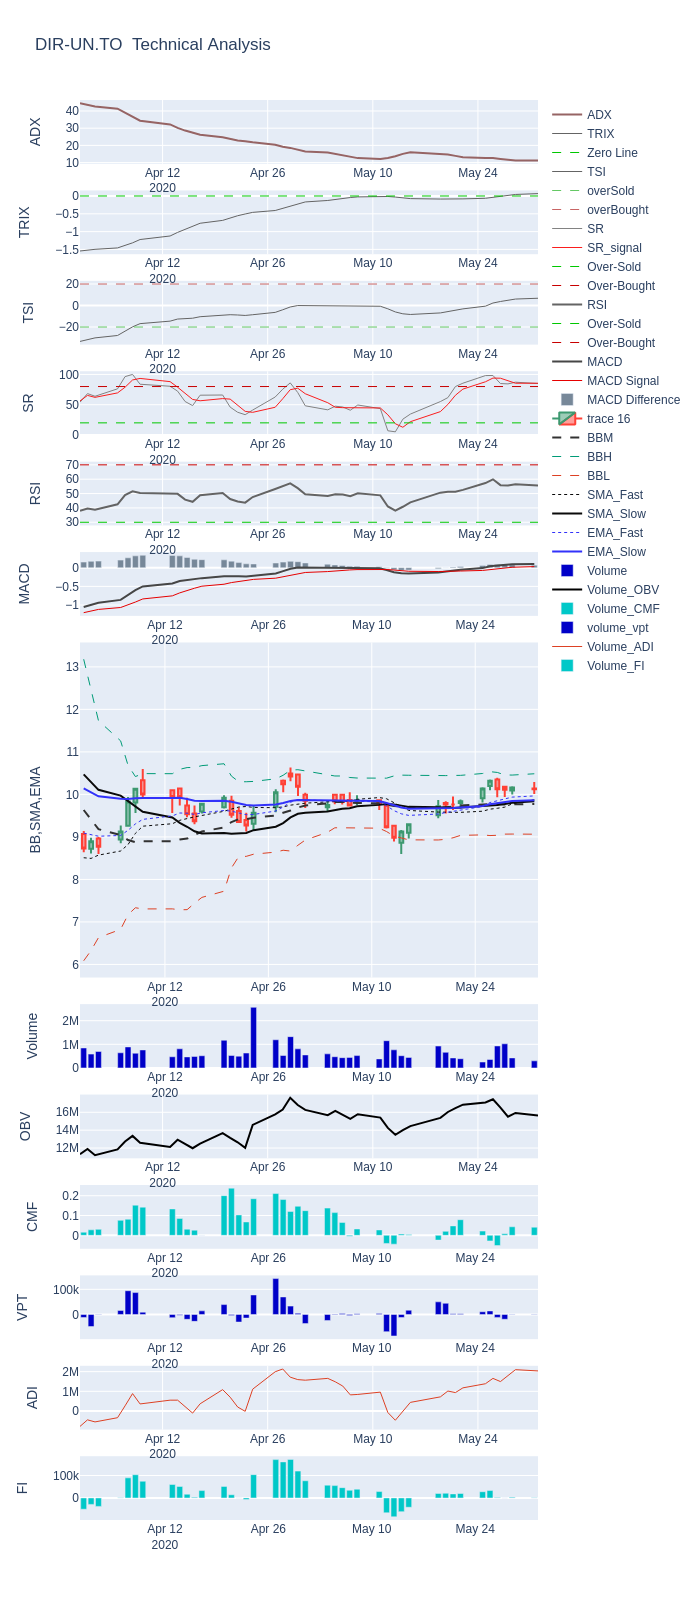 DIR-UN.TO  Technical Analysis
ADX
40
30
20
10
Apr 12
2020
Apr 26
May 10
May 24
TRIX
0
−0.5
−1
−1.5
Apr 12
2020
Apr 26
May 10
May 24
TSI
20
0
−20
Apr 12
2020
Apr 26
May 10
May 24
SR
100
50
0
Apr 12
2020
Apr 26
May 10
May 24
RSI
70
60
50
40
30
Apr 12
2020
Apr 26
May 10
May 24
MACD
0
−0.5
−1
Apr 12
2020
Apr 26
May 10
May 24
BB,SMA,EMA
13
12
11
10
9
8
7
6
Apr 12
2020
Apr 26
May 10
May 24
Volume
2M
1M
0
Apr 12
2020
Apr 26
May 10
May 24
OBV
16M
14M
12M
Apr 12
2020
Apr 26
May 10
May 24
CMF
0.2
0.1
0
Apr 12
2020
Apr 26
May 10
May 24
VPT
100k
0
Apr 12
2020
Apr 26
May 10
May 24
ADI
2M
1M
0
Apr 12
2020
Apr 26
May 10
May 24
FI
100k
0
Apr 12
2020
Apr 26
May 10
May 24
ADX
TRIX
Zero Line
TSI
overSold
overBought
SR
SR_signal
Over-Sold
Over-Bought
RSI
Over-Sold
Over-Bought
MACD
MACD Signal
MACD Difference
trace 16
BBM
BBH
BBL
SMA_Fast
SMA_Slow
EMA_Fast
EMA_Slow
Volume
Volume_OBV
Volume_CMF
volume_vpt
Volume_ADI
Volume_FI